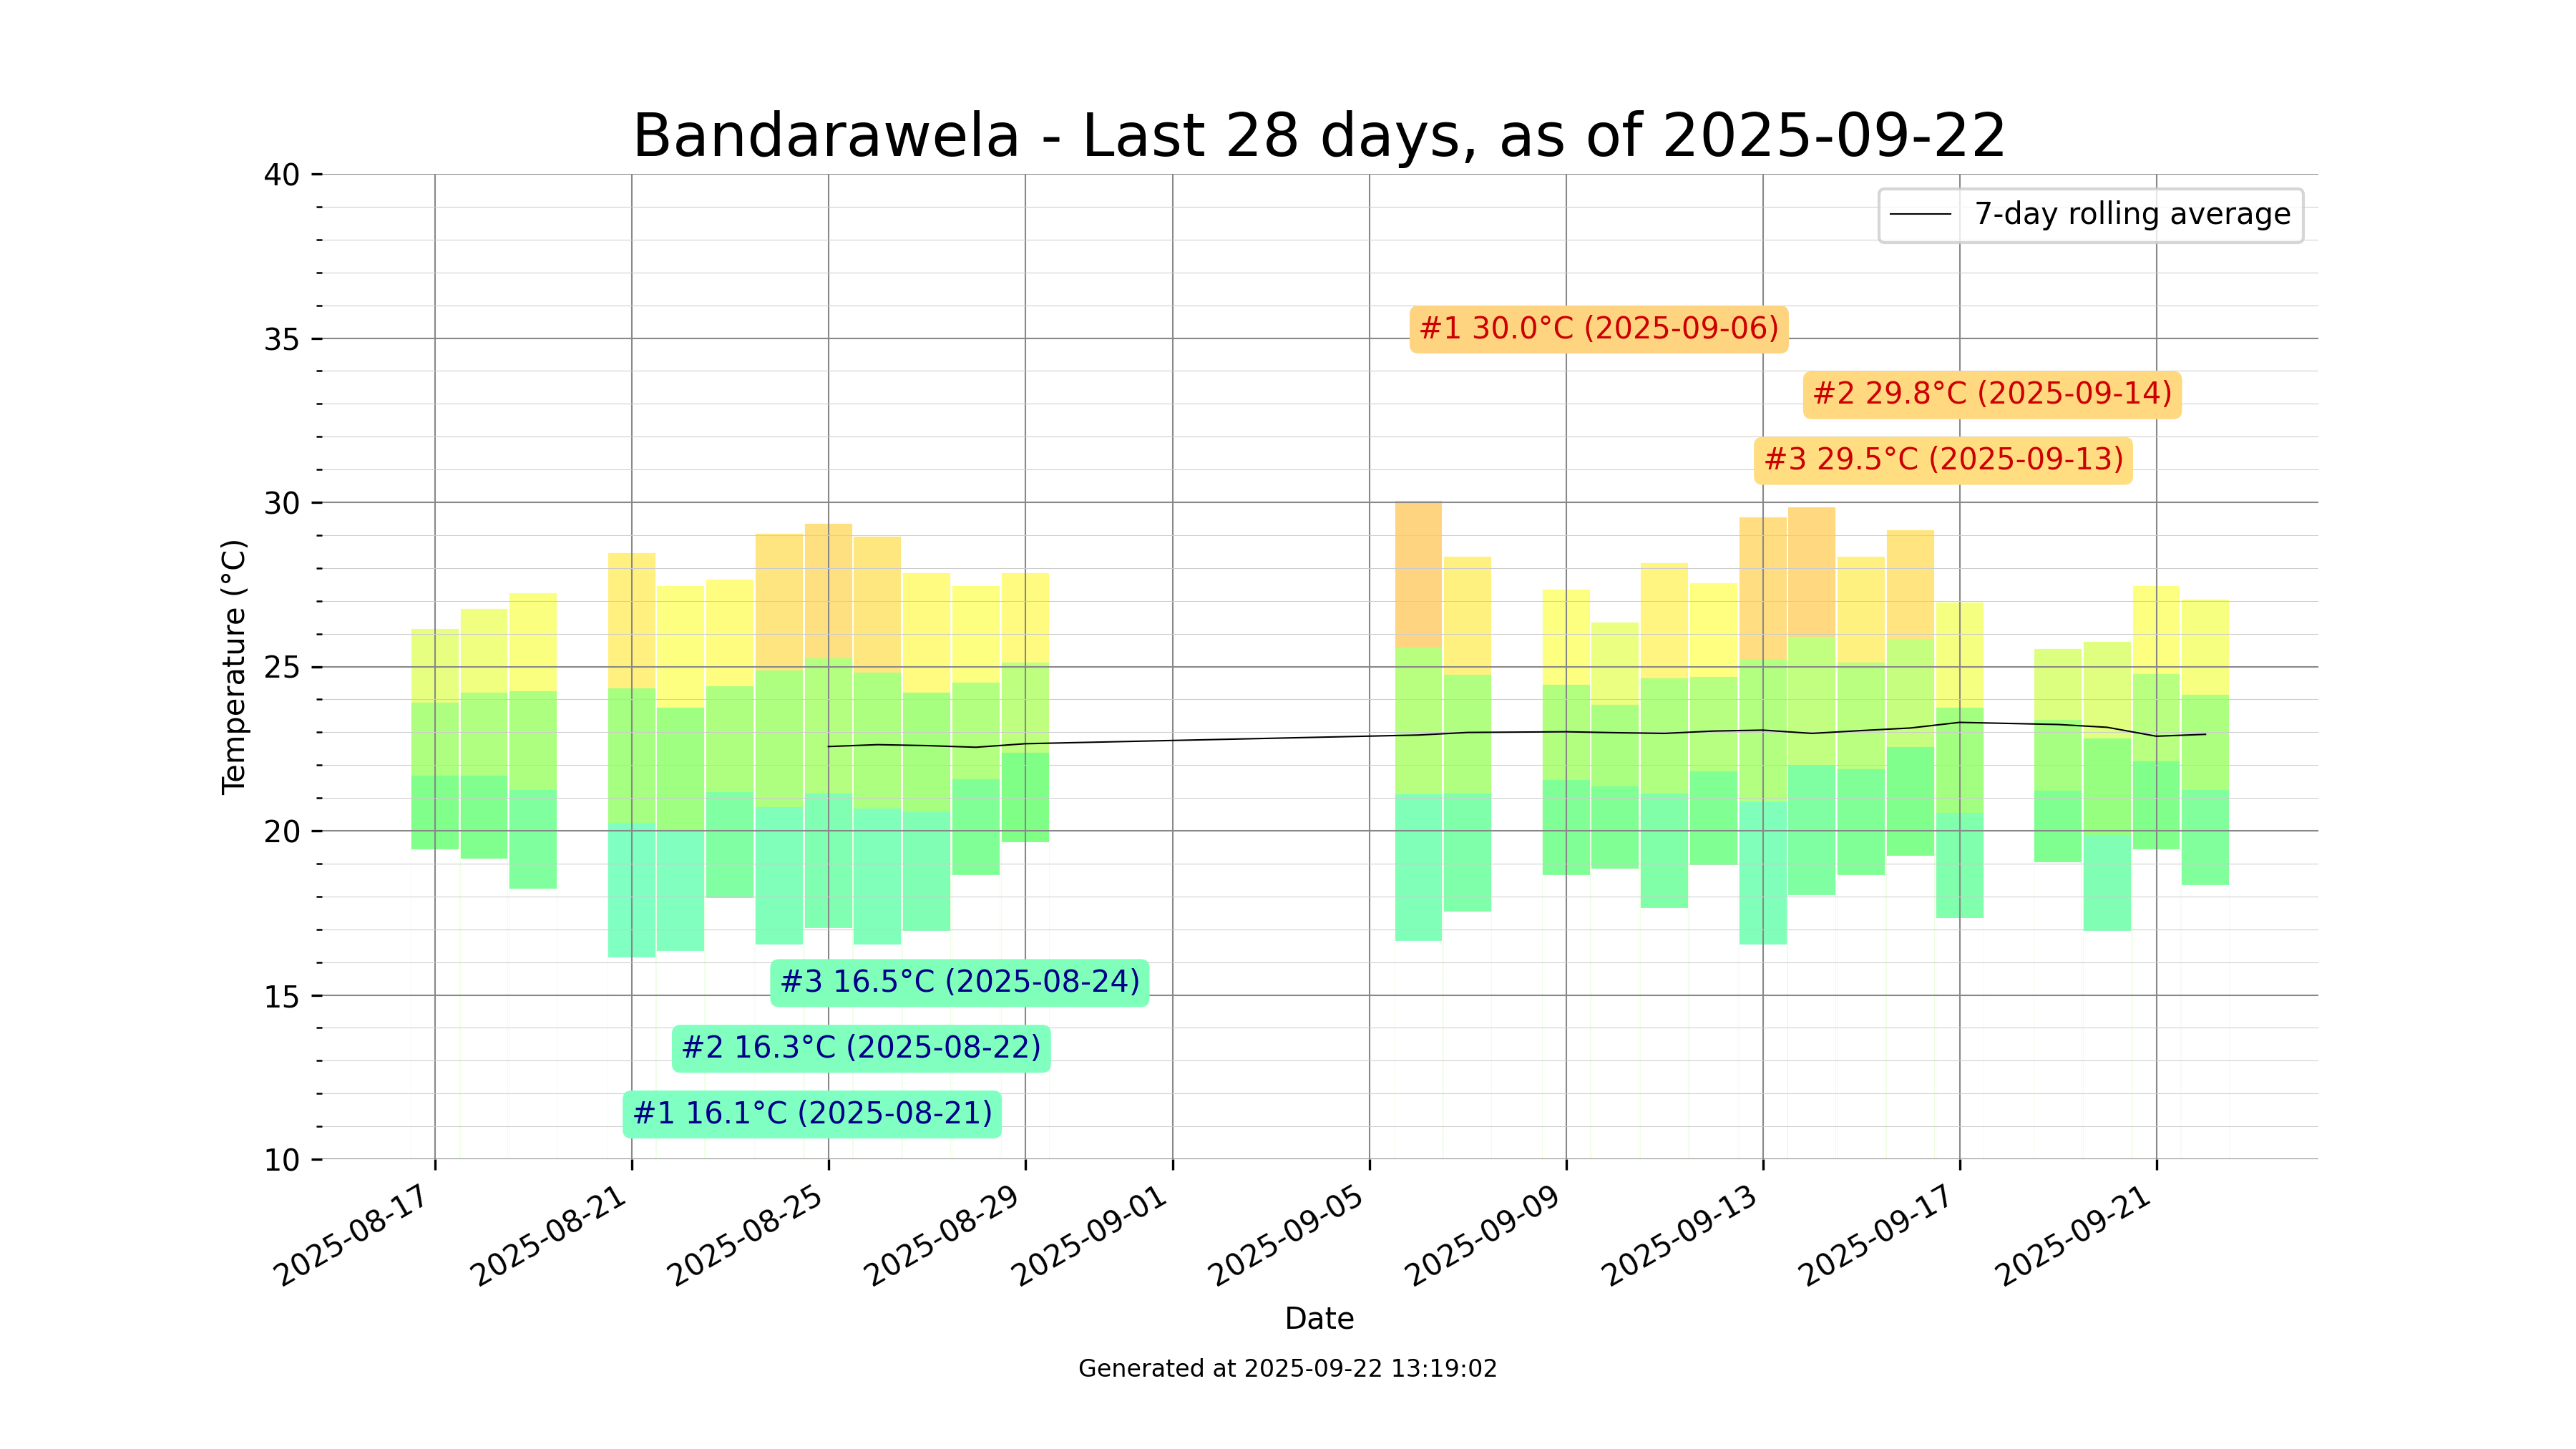 Bandarawela - Last 28 days, as of 2025-09-22
40
35
30
25
20
15
10
Temperature (°C)
7-day rolling average
#1 30.0°C (2025-09-06)
#2 29.8°C (2025-09-14)
#3 29.5°C (2025-09-13)
#3 16.5°C (2025-08-24)
#2 16.3°C (2025-08-22)
#1 16.1°C (2025-08-21)
2025-08-17
2025-08-21
2025-08-25
2025-08-29
2025-09-01
2025-09-05
2025-09-09
2025-09-13
2025-09-17
2025-09-21
Date
Generated at 2025-09-22 13:19:02